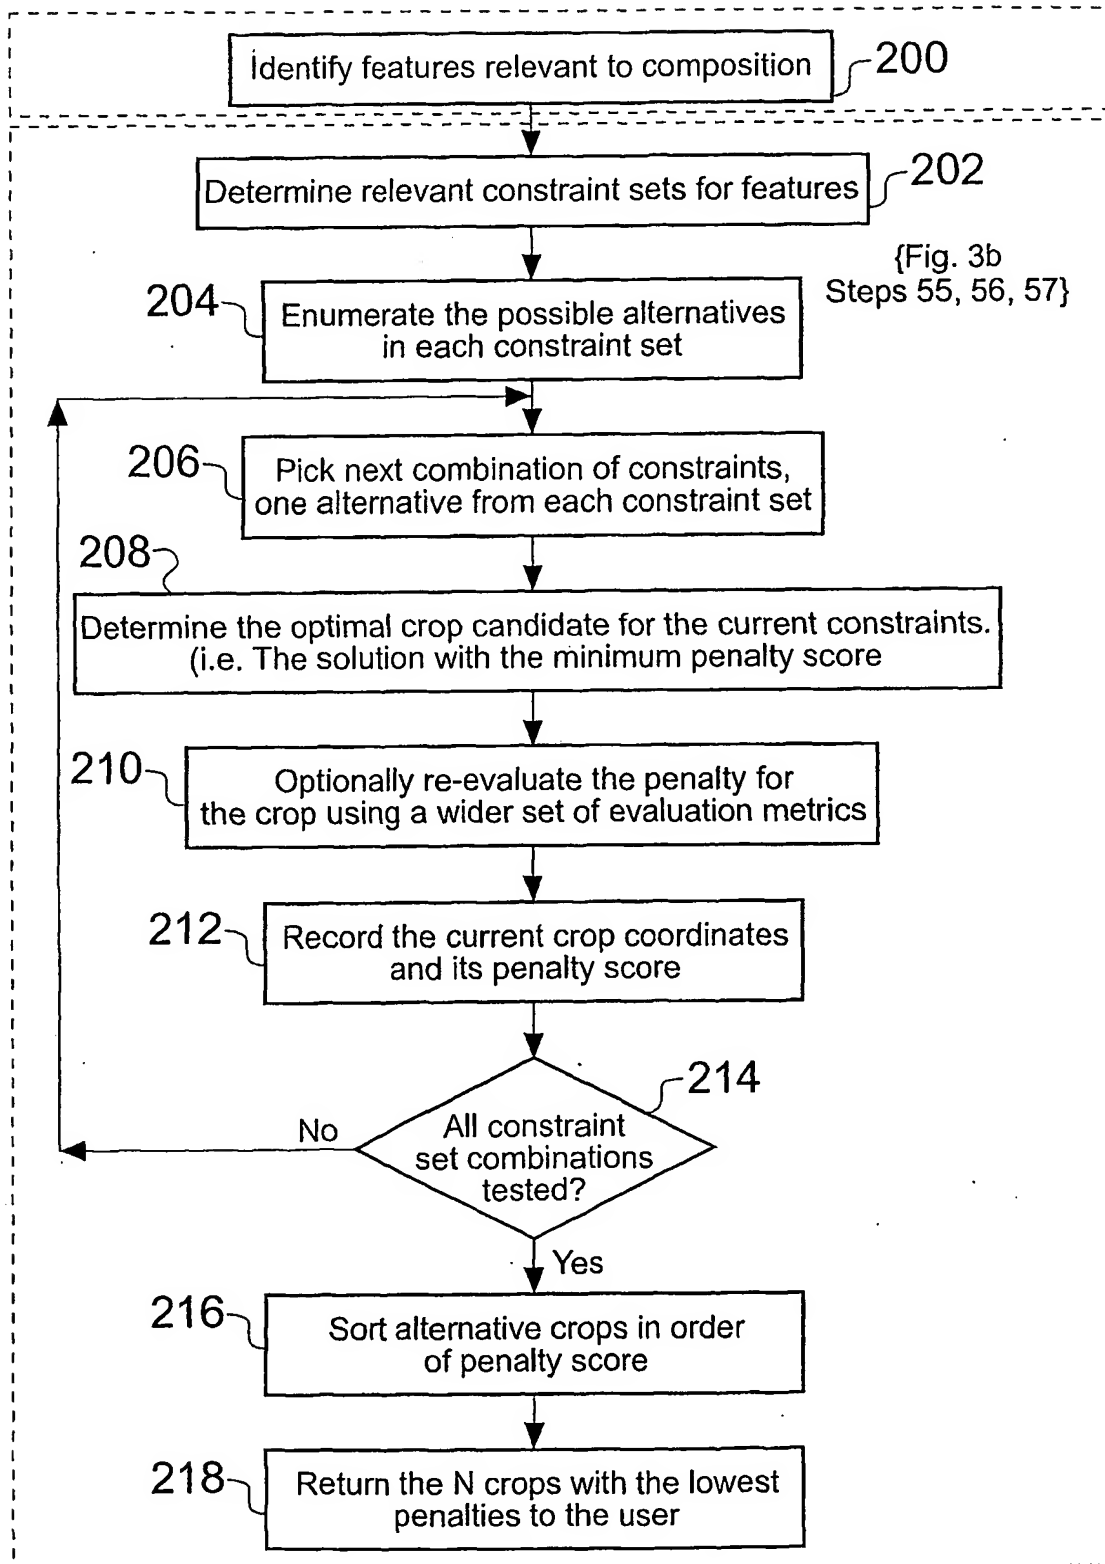 Identify features relevant to composition
200
Determine relevant constraint sets for features
202
{Fig. 3b
Steps 55, 56, 57}
204
Enumerate the possible alternatives
in each constraint set
206
Pick next combination of constraints,
one alternative from each constraint set
208
Determine the optimal crop candidate for the current constraints.
(i.e. The solution with the minimum penalty score
210
Optionally re-evaluate the penalty for
the crop using a wider set of evaluation metrics
212
Record the current crop coordinates
and its penalty score
214
All constraint
set combinations
tested?
No
Yes
216
Sort alternative crops in order
of penalty score
218
Return the N crops with the lowest
penalties to the user